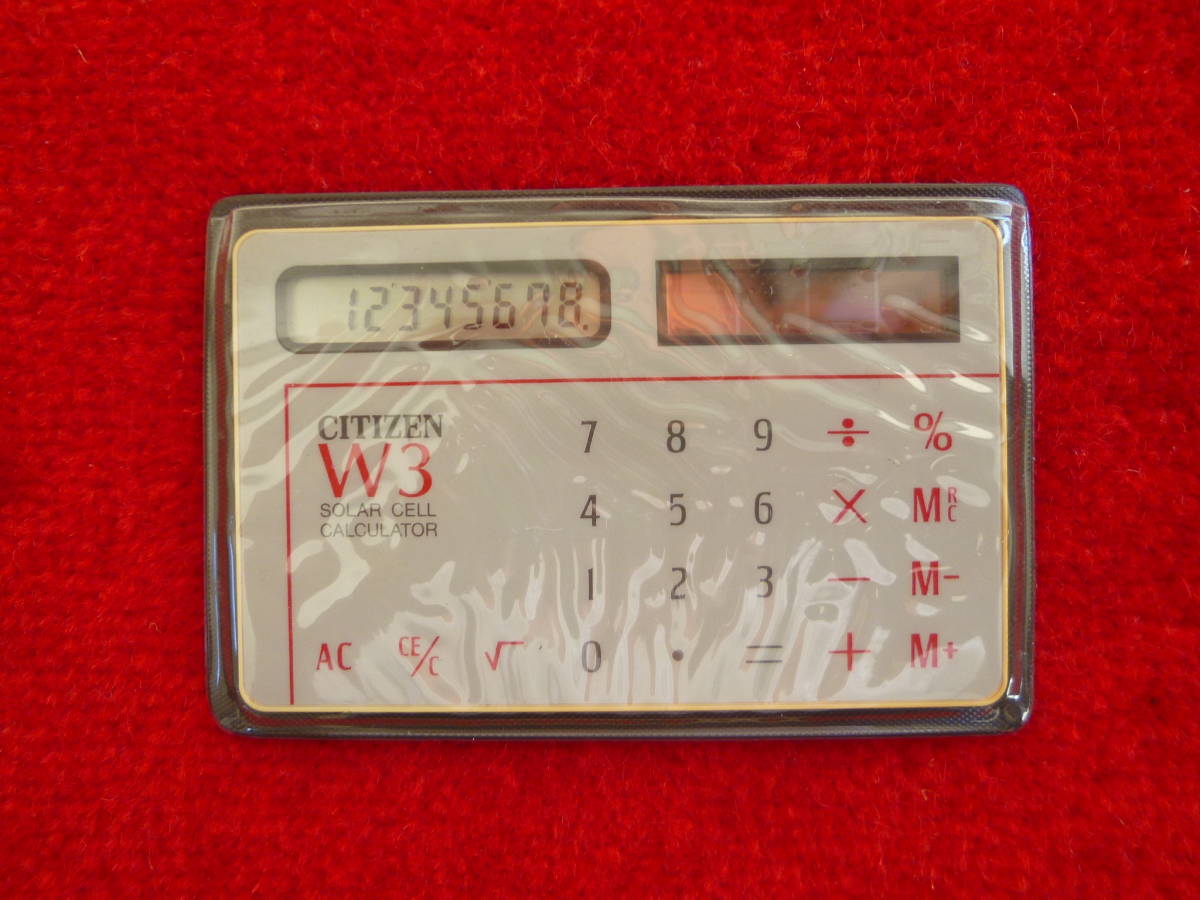 12345678.
CITIZEN
W3
SOLAR CELL
CALCULATOR
7 8 9 ÷ %
4 5 6 × MRC
1 2 3 − M−
AC CE/C √ 0 · = + M+